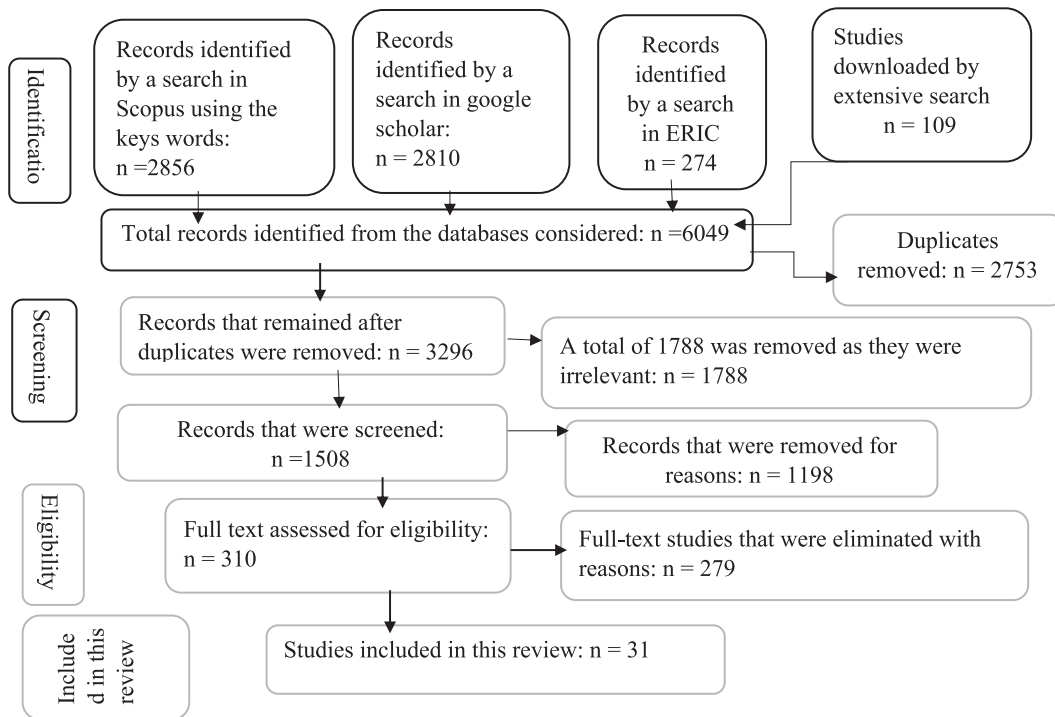 Identificatio
Records identified
by a search in
Scopus using the
keys words:
n =2856
Records
identified by a
search in google
scholar:
n = 2810
Records
identified
by a search
in ERIC
n = 274
Studies
downloaded by
extensive search
n = 109
Total records identified from the databases considered: n =6049
Duplicates
removed: n = 2753
Screening
Records that remained after
duplicates were removed: n = 3296
A total of 1788 was removed as they were
irrelevant: n = 1788
Records that were screened:
n =1508
Records that were removed for
reasons: n = 1198
Eligibility
Full text assessed for eligibility:
n = 310
Full-text studies that were eliminated with
reasons: n = 279
Include
d in this
review
Studies included in this review: n = 31